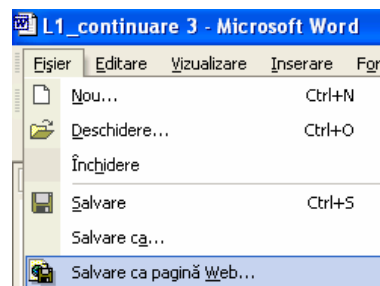 L1_continuare 3 - Microsoft Word
Fişier Editare Vizualizare Inserare
Nou... Ctrl+N
Deschidere... Ctrl+O
Închidere
Salvare Ctrl+S
Salvare ca...
Salvare ca pagină Web...